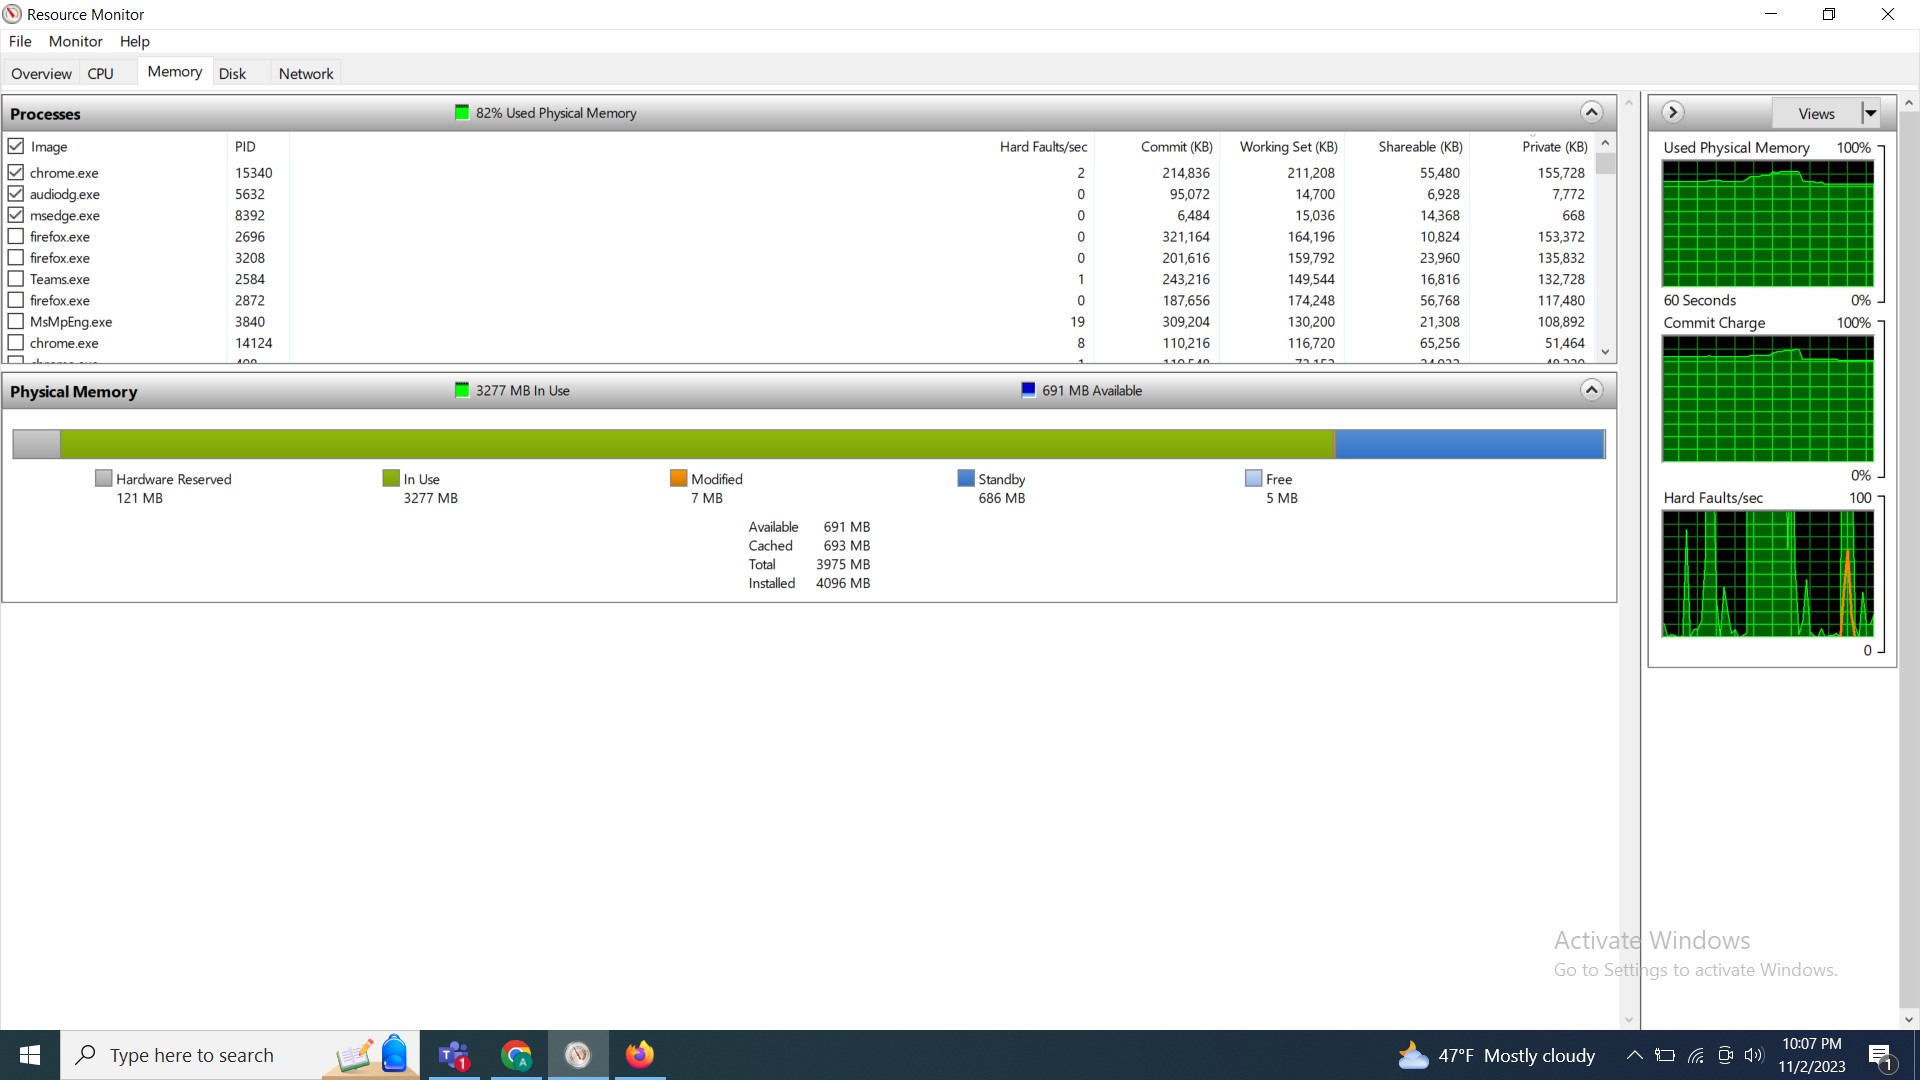 Resource Monitor
File Monitor Help
Overview CPU Memory Disk Network
Processes 82% Used Physical Memory
Image PID Hard Faults/sec Commit (KB) Working Set (KB) Shareable (KB) Private (KB)
chrome.exe 15340 2 214,836 211,208 55,480 155,728
audiodg.exe 5632 0 95,072 14,700 6,928 7,772
msedge.exe 8392 0 6,484 15,036 14,368 668
firefox.exe 2696 0 321,164 164,196 10,824 153,372
firefox.exe 3208 0 201,616 159,792 23,960 135,832
Teams.exe 2584 1 243,216 149,544 16,816 132,728
firefox.exe 2872 0 187,656 174,248 56,768 117,480
MsMpEng.exe 3840 19 309,204 130,200 21,308 108,892
chrome.exe 14124 8 110,216 116,720 65,256 51,464
Physical Memory 3277 MB In Use 691 MB Available
Hardware Reserved In Use Modified Standby Free
121 MB 3277 MB 7 MB 686 MB 5 MB
Available 691 MB
Cached 693 MB
Total 3975 MB
Installed 4096 MB
Views
Used Physical Memory 100%
60 Seconds 0%
Commit Charge 100%
0%
Hard Faults/sec 100
0
Activate Windows
Go to Settings to activate Windows.
Type here to search
1
A
47°F Mostly cloudy
10:07 PM
11/2/2023
1